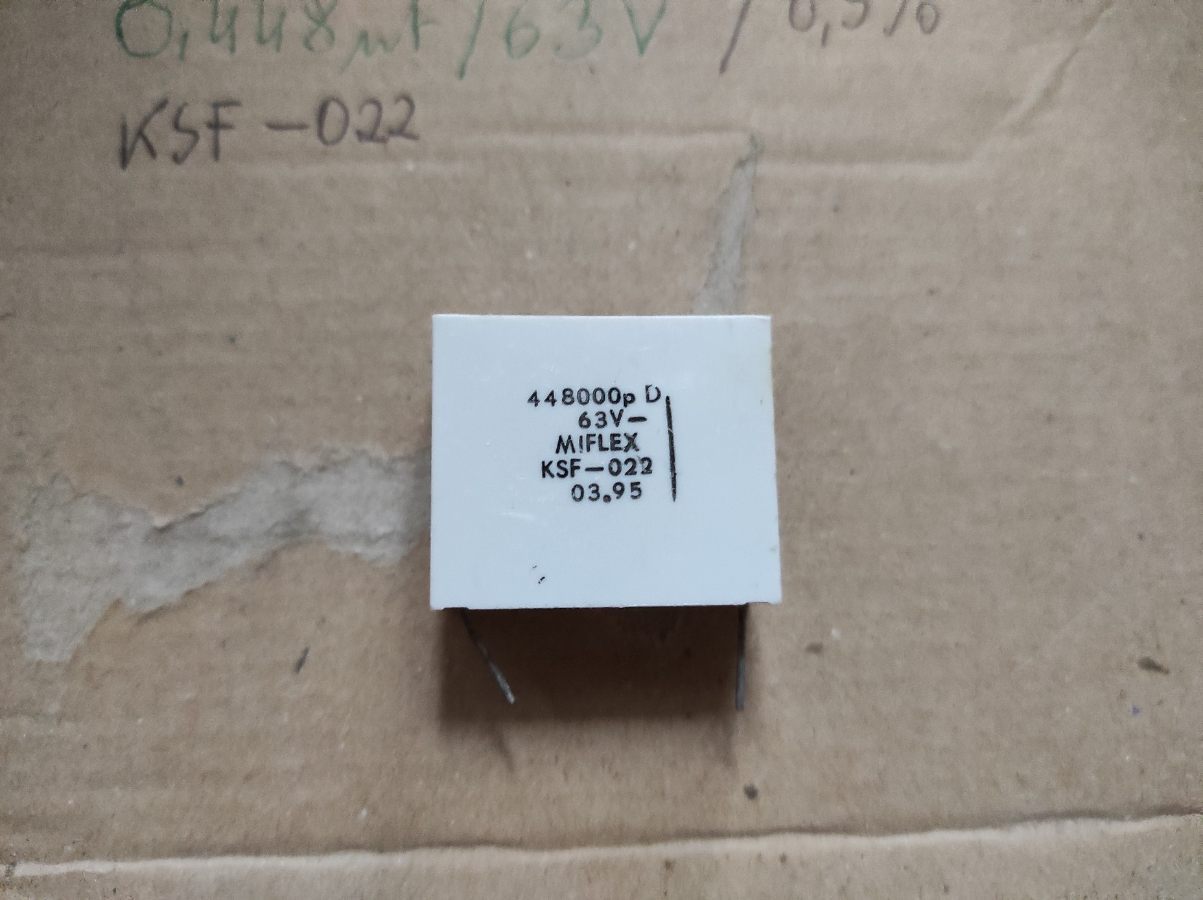 0,448µF/63V / 0,5%
KSF-022
448000p D
63V-
MIFLEX
KSF-022
03.95